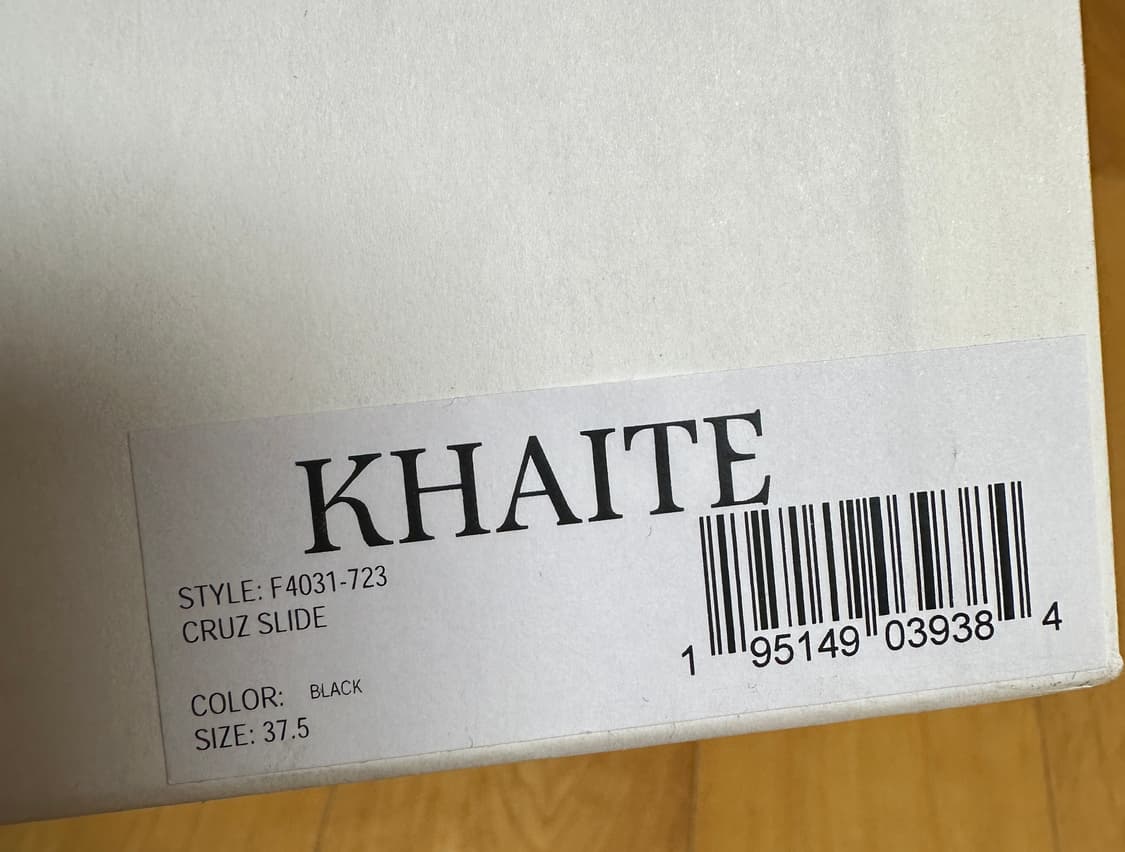 KHAITE
STYLE: F4031-723
CRUZ SLIDE
COLOR: BLACK
SIZE: 37.5
1 95149 03938 4